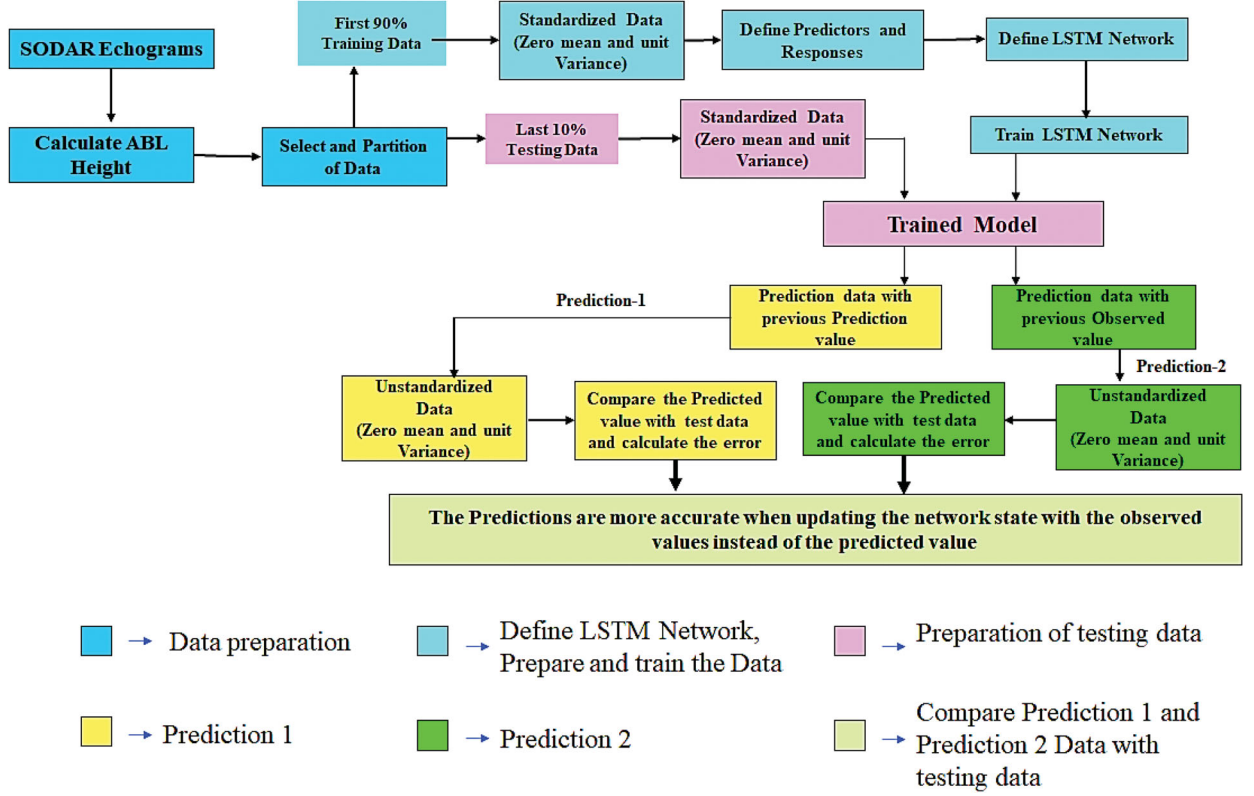 SODAR Echograms
First 90%
Training Data
Standardized Data
(Zero mean and unit
Variance)
Define Predictors and
Responses
Define LSTM Network
Calculate ABL
Height
Select and Partition
of Data
Last 10%
Testing Data
Standardized Data
(Zero mean and unit
Variance)
Train LSTM Network
Trained Model
Prediction-1
Prediction data with
previous Prediction
value
Prediction data with
previous Observed
value
Prediction-2
Unstandardized
Data
(Zero mean and unit
Variance)
Compare the Predicted
value with test data
and calculate the error
Compare the Predicted
value with test data
and calculate the error
Unstandardized
Data
(Zero mean and unit
Variance)
The Predictions are more accurate when updating the network state with the observed
values instead of the predicted value
Data preparation
Define LSTM Network,
Prepare and train the Data
Preparation of testing data
Prediction 1
Prediction 2
Compare Prediction 1 and
Prediction 2 Data with
testing data